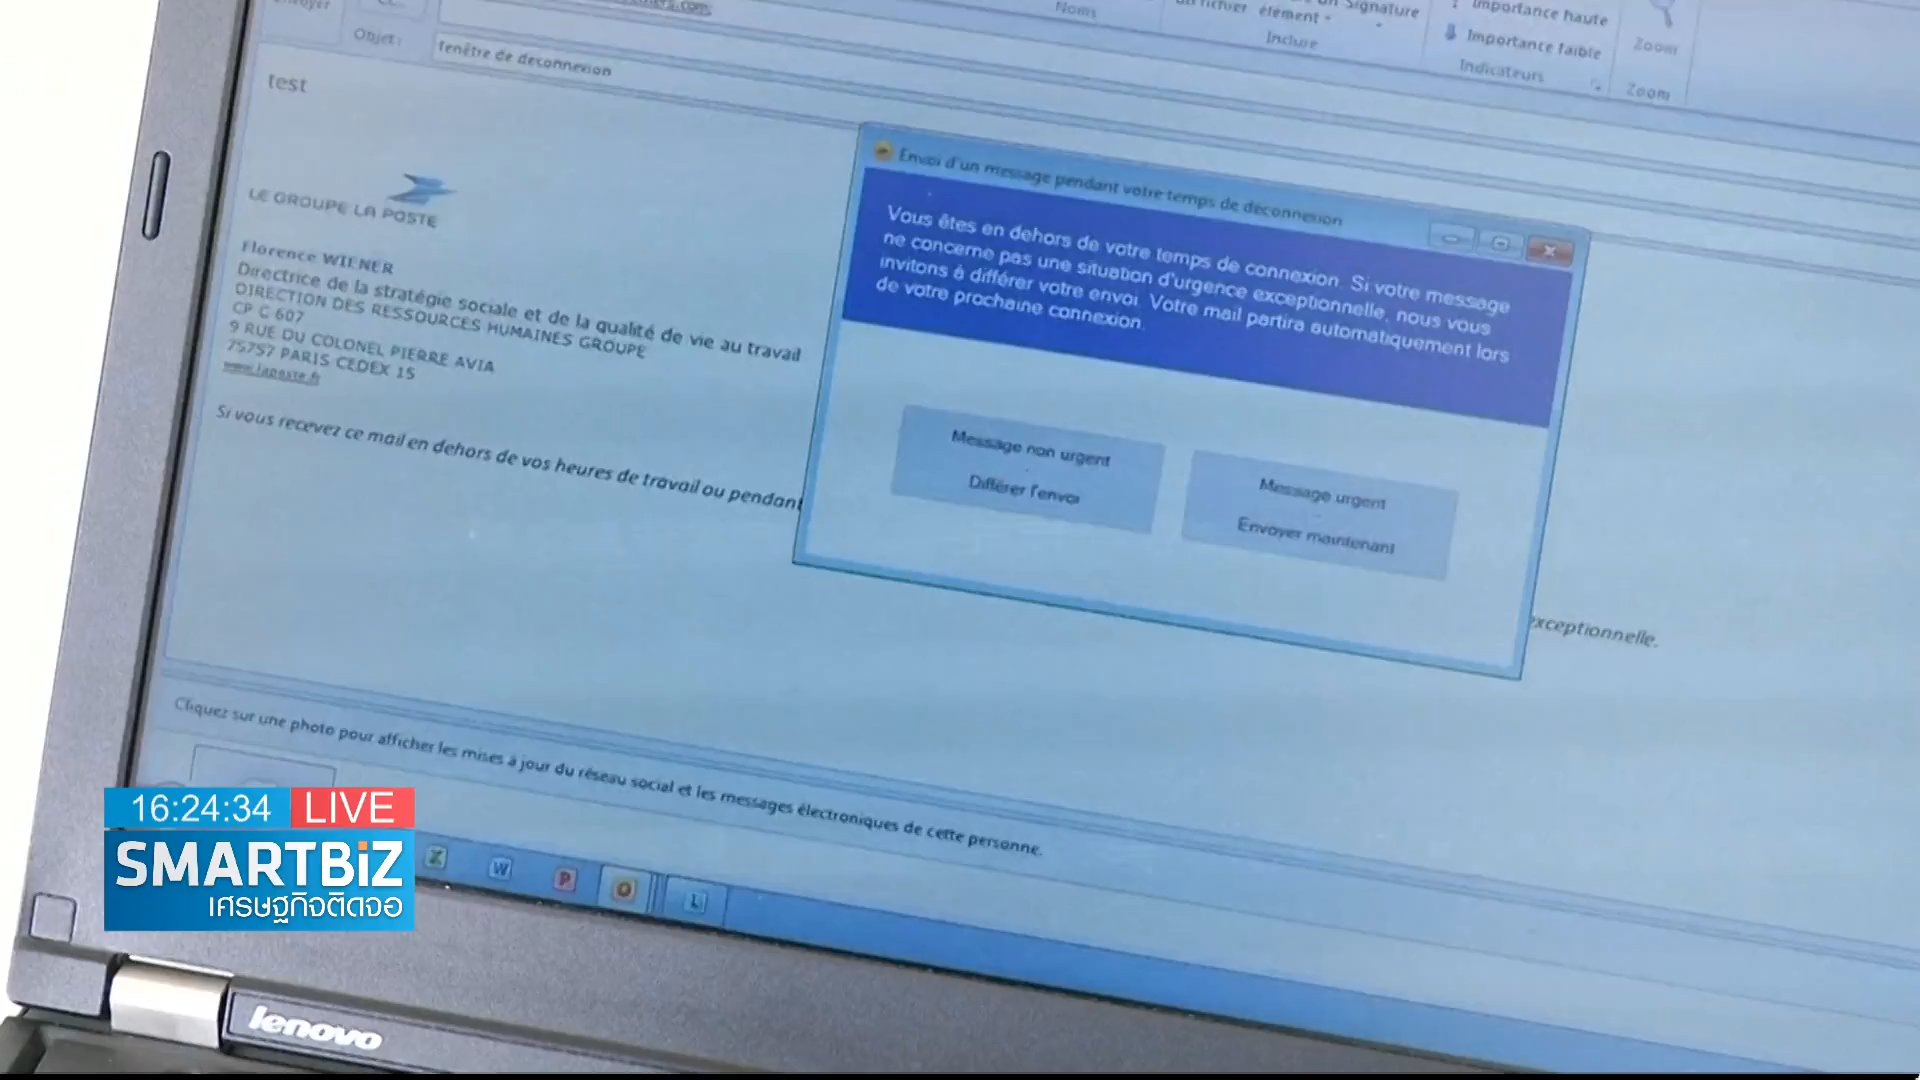 Noms
élément
Signature
Inclure
Importance haute
Importance faible
Indicateurs
Zoom
Zoom
Objet :
fenêtre de deconnexion
test
LE GROUPE LA POSTE
Florence WIENER
Directrice de la stratégie sociale et de la qualité de vie au travail
DIRECTION DES RESSOURCES HUMAINES GROUPE
CP C 607
9 RUE DU COLONEL PIERRE AVIA
75757 PARIS CEDEX 15
www.laposte.fr
Si vous recevez ce mail en dehors de vos heures de travail ou pendant
exceptionnelle.
Envoi d'un message pendant votre temps de déconnexion
Vous êtes en dehors de votre temps de connexion. Si votre message
ne concerne pas une situation d'urgence exceptionnelle, nous vous
invitons à différer votre envoi. Votre mail partira automatiquement lors
de votre prochaine connexion.
Message non urgent
-
Différer l'envoi
Message urgent
-
Envoyer maintenant
Cliquez sur une photo pour afficher les mises à jour du réseau social et les messages électroniques de cette personne.
16:24:34 LIVE
SMARTBiZ
เศรษฐกิจติดจอ
lenovo